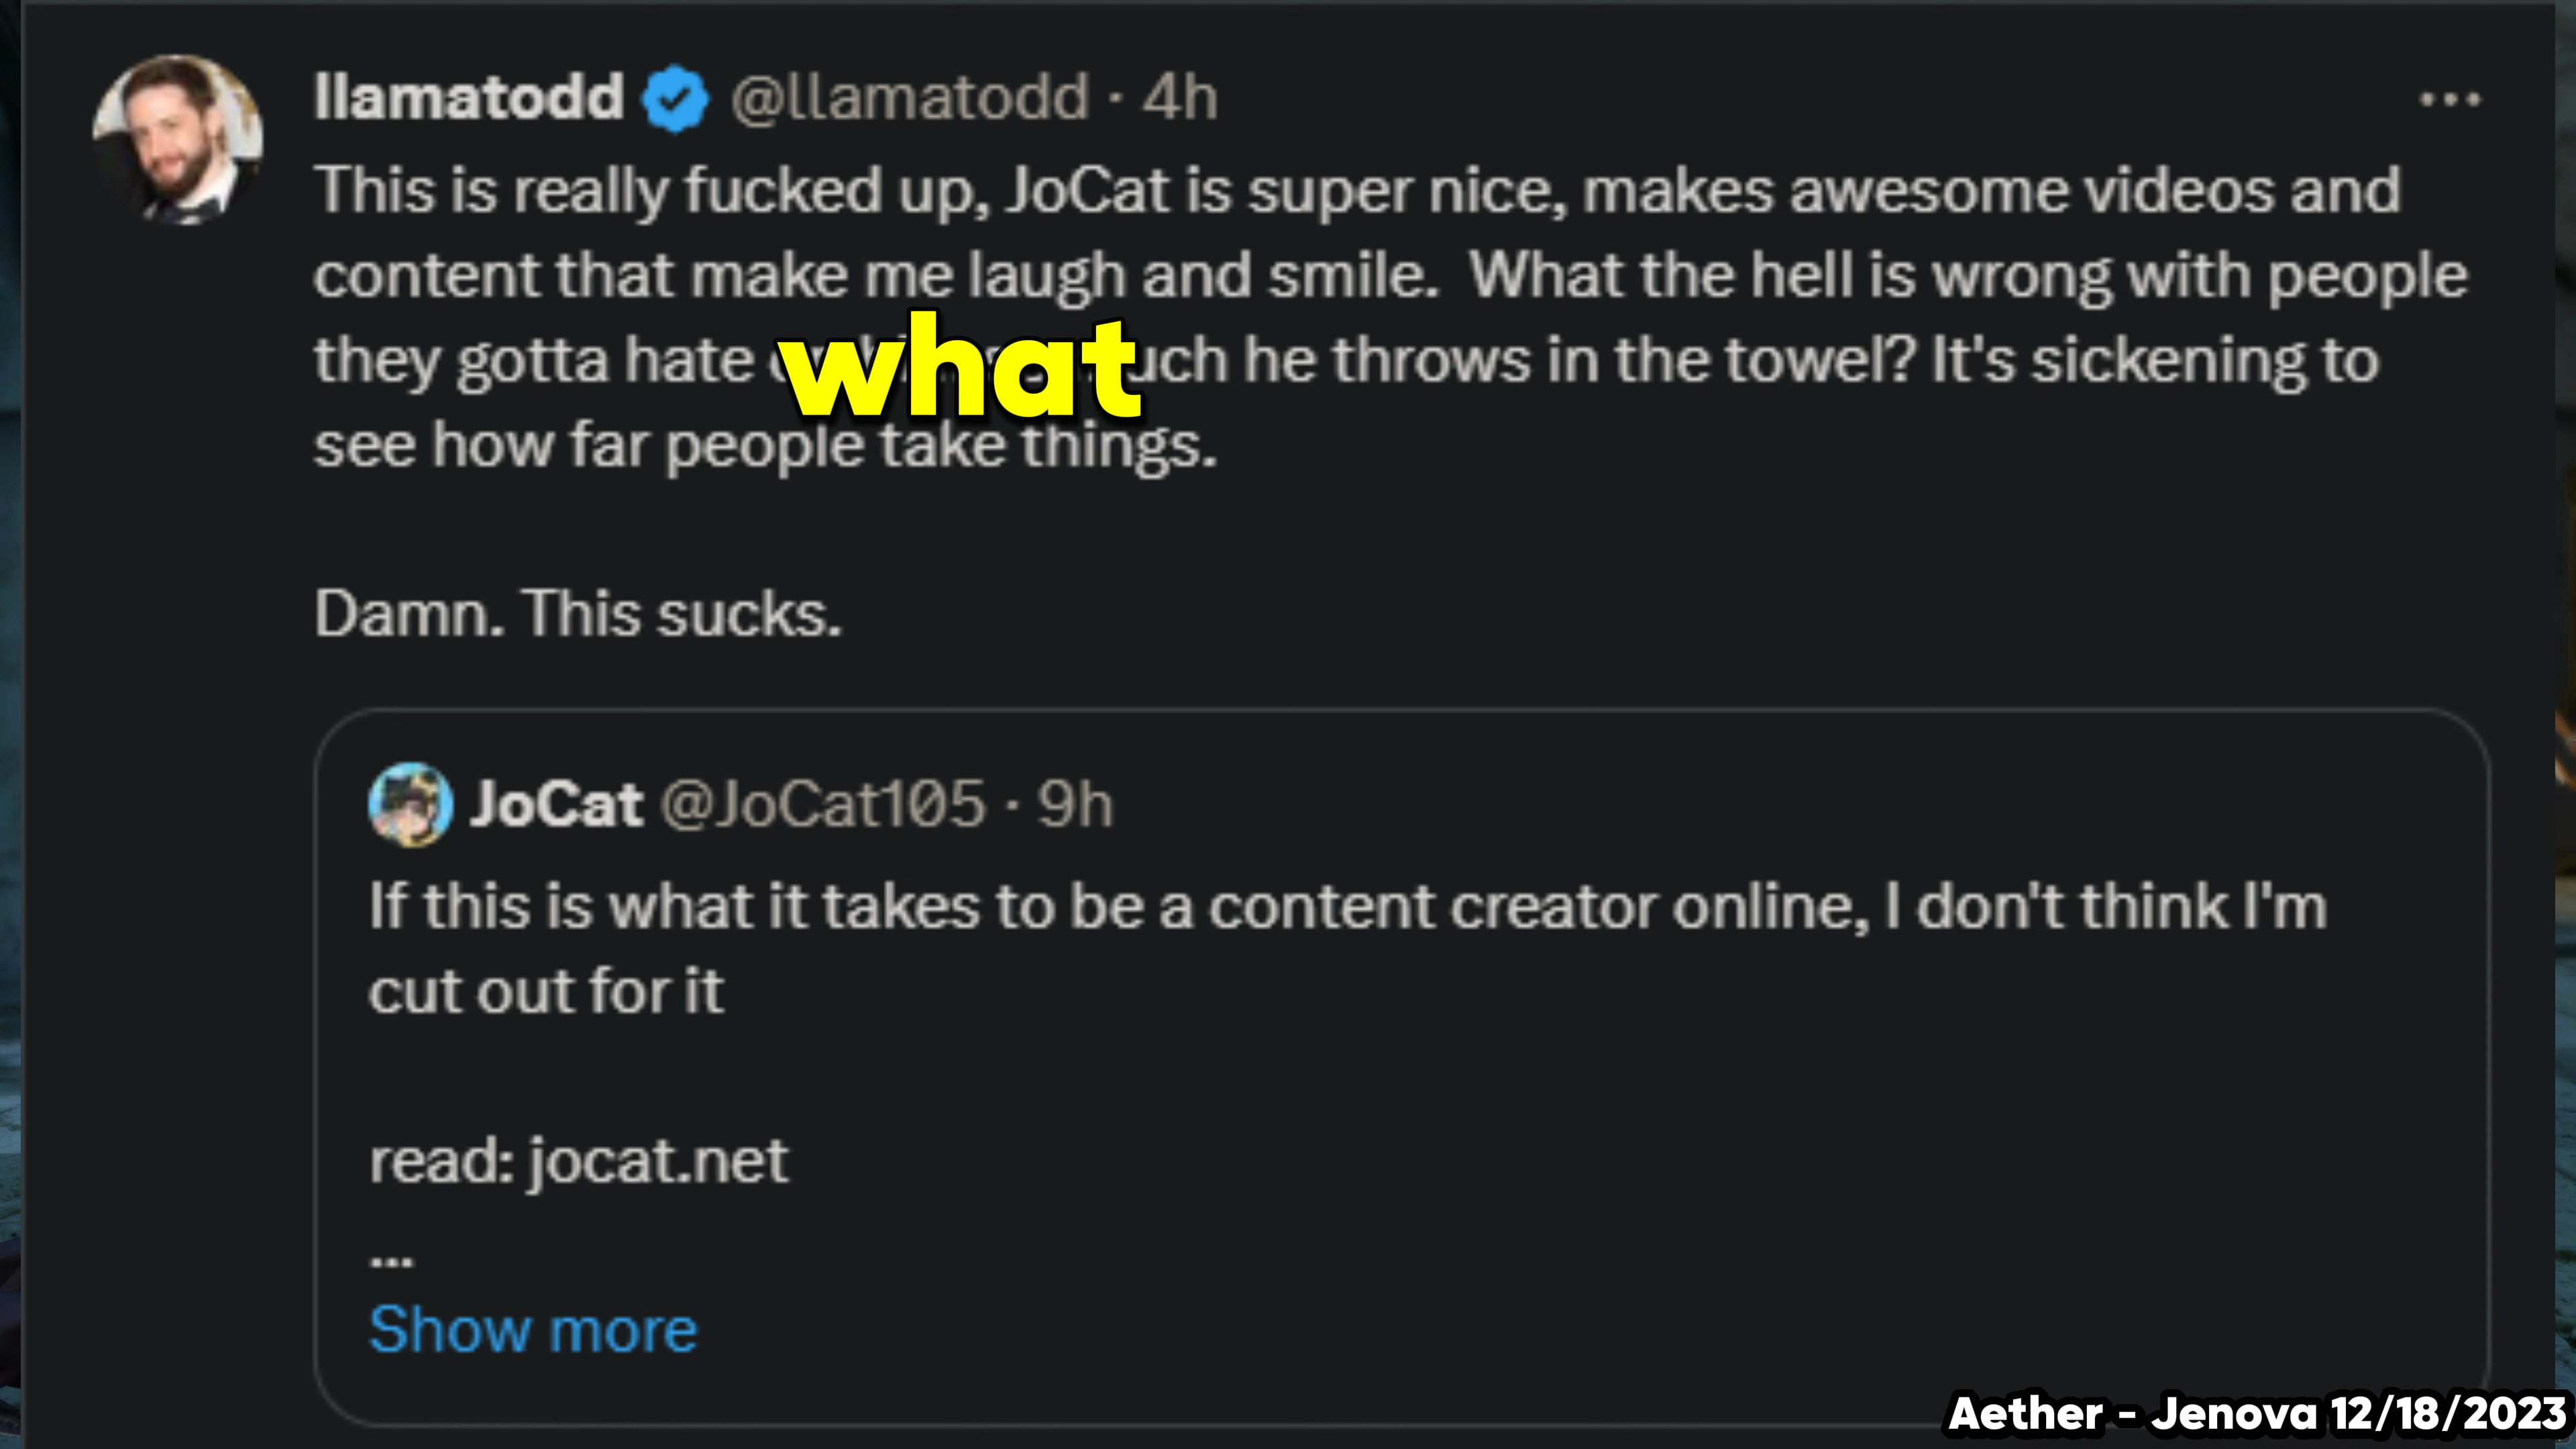 llamatodd @llamatodd · 4h
This is really fucked up, JoCat is super nice, makes awesome videos and
content that make me laugh and smile. What the hell is wrong with people
they gotta hate he throws in the towel? It's sickening to
what
see how far people take things.
Damn. This sucks.
JoCat @JoCat105 · 9h
If this is what it takes to be a content creator online, I don't think I'm
cut out for it
read: jocat.net
...
Show more
Aether - Jenova 12/18/2023